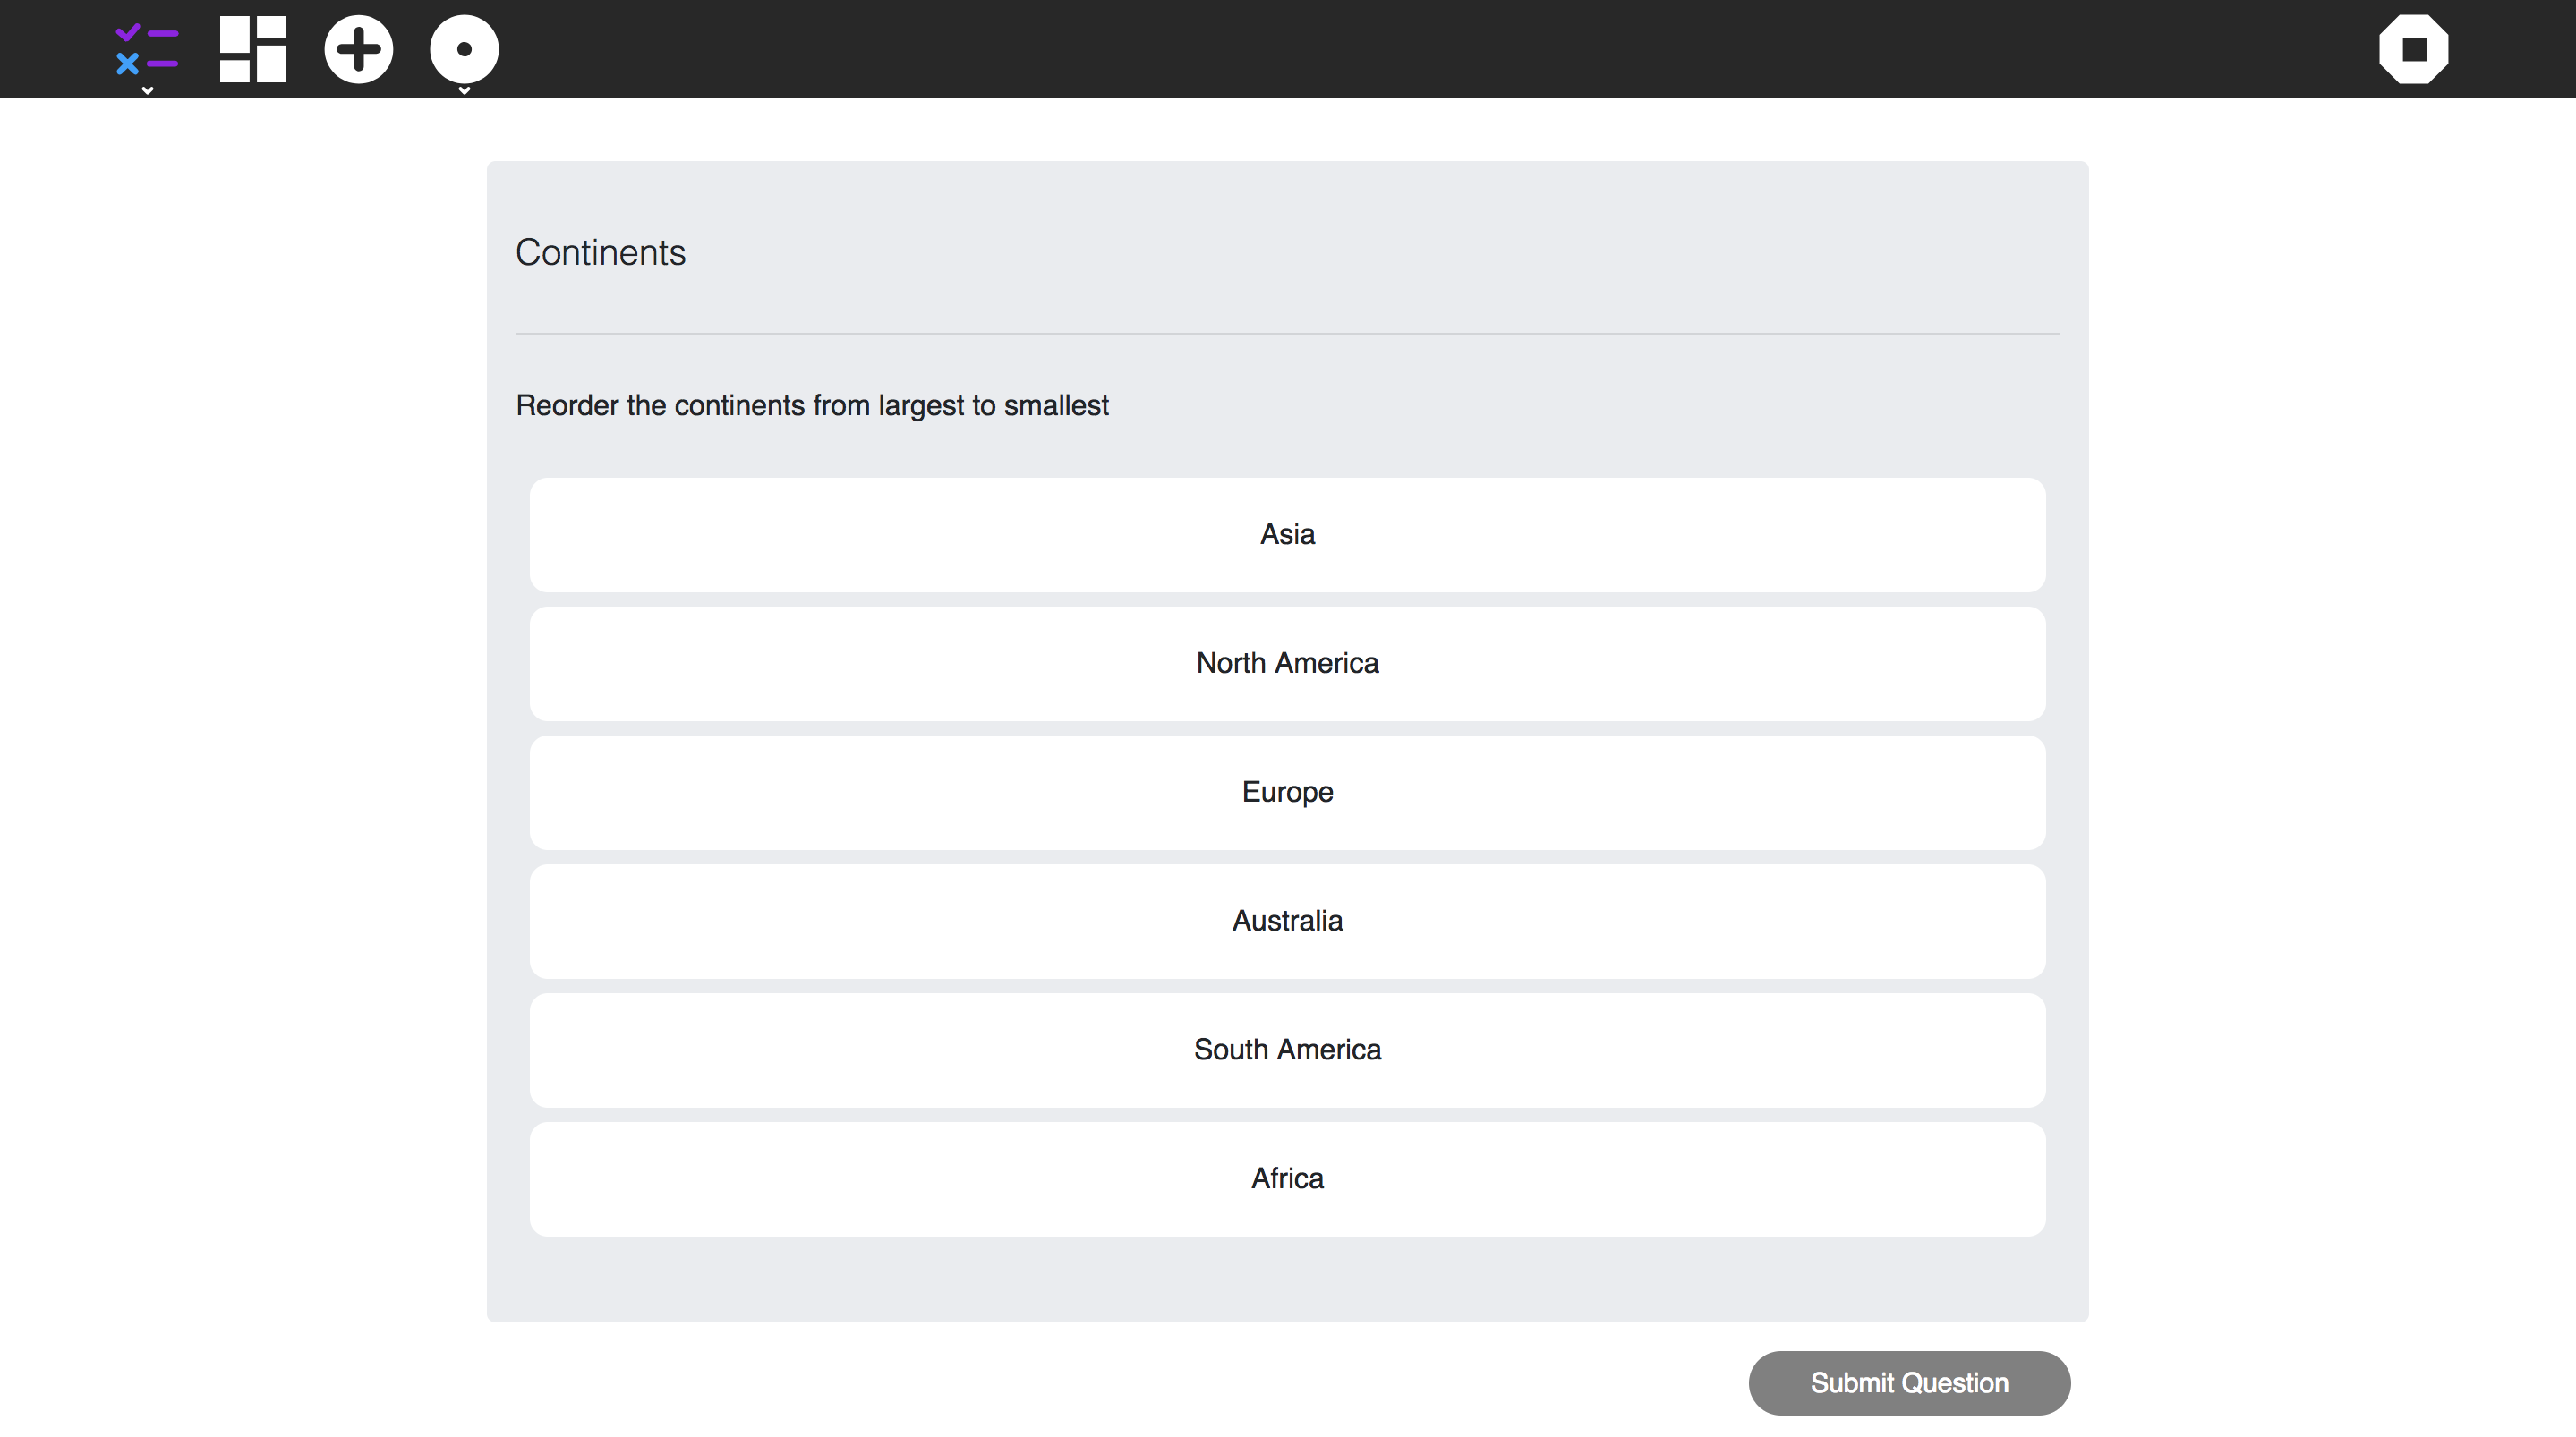 Continents
Reorder the continents from largest to smallest
Asia
North America
Europe
Australia
South America
Africa
Submit Question